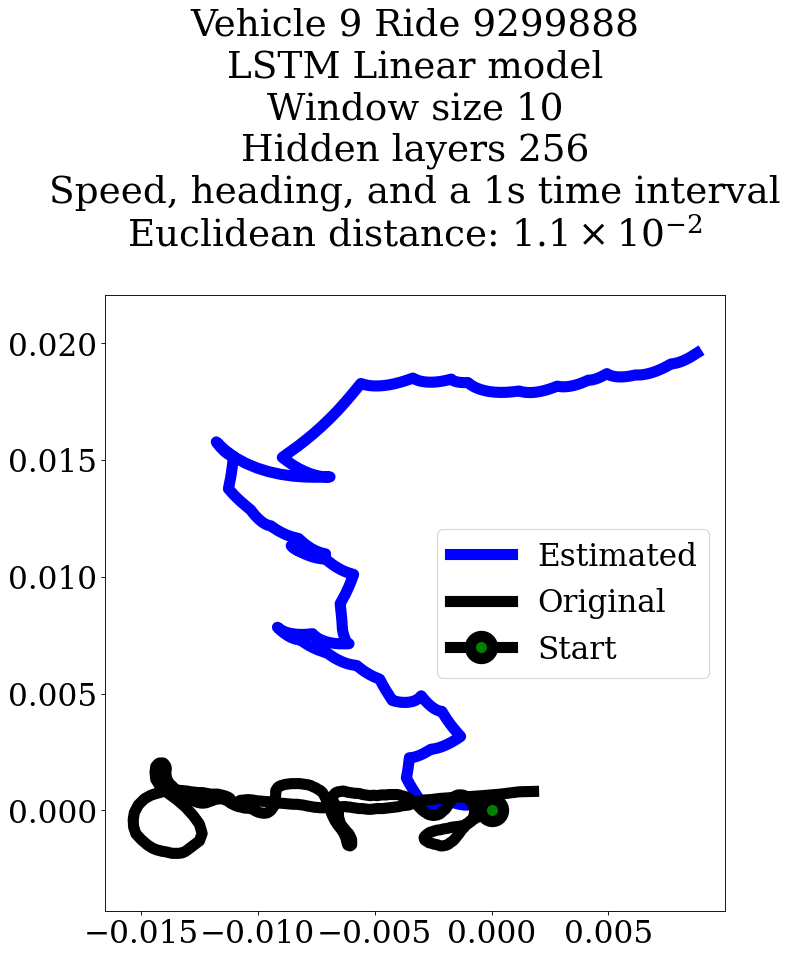 Vehicle 9 Ride 9299888
LSTM Linear model
Window size 10
Hidden layers 256
Speed, heading, and a 1s time interval
Euclidean distance: 1.1 × 10⁻²
0.020
0.015
0.010
0.005
0.000
Estimated
Original
Start
−0.015 −0.010 −0.005 0.000 0.005